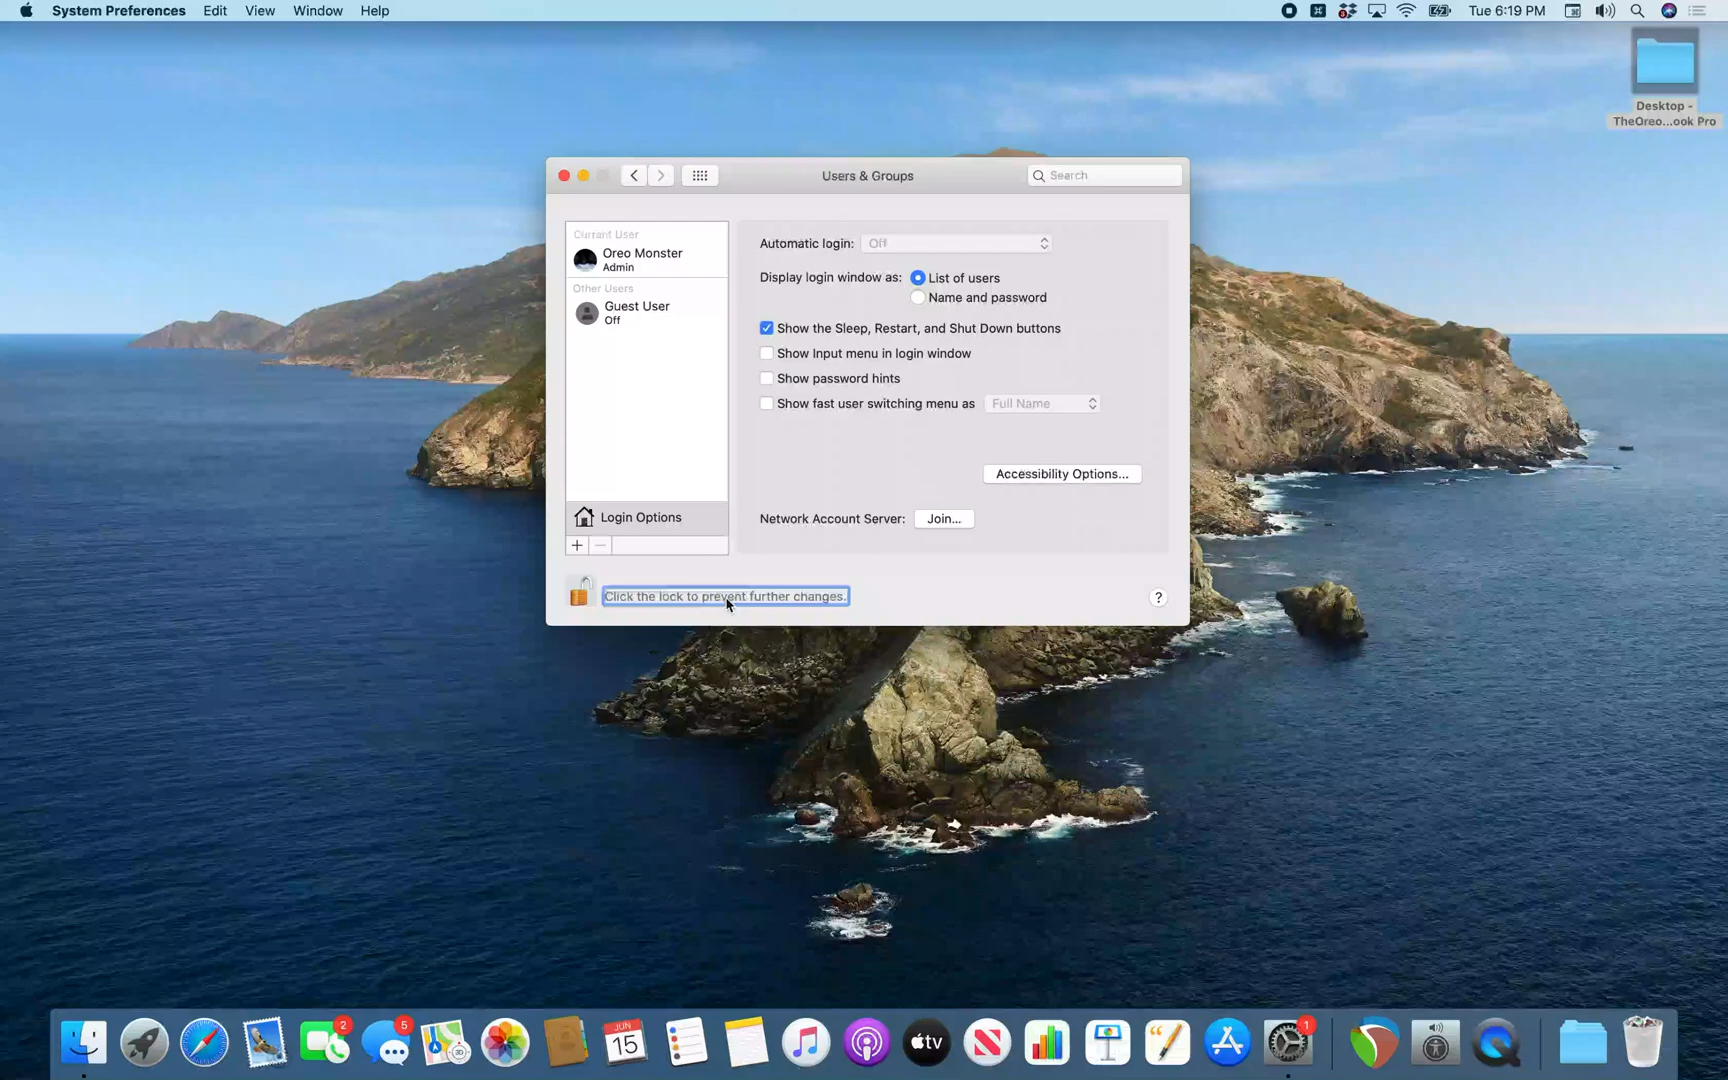 System Preferences Edit View Window Help
Tue 6:19 PM
Desktop -
TheOreo...ook Pro
Users & Groups
Search
Current User
Oreo Monster
Admin
Other Users
Guest User
Off
Login Options
Automatic login: Off
Display login window as: List of users
Name and password
Show the Sleep, Restart, and Shut Down buttons
Show Input menu in login window
Show password hints
Show fast user switching menu as Full Name
Accessibility Options...
Network Account Server: Join...
Click the lock to prevent further changes.
?
2
5
JUN
15
tv
1